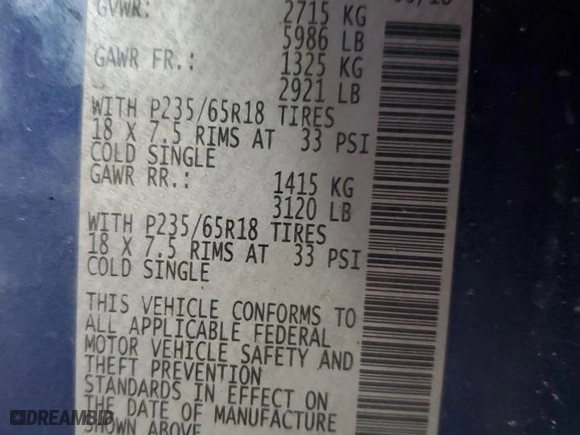 GVWR: 2715 KG
5986 LB
GAWR FR.: 1325 KG
2921 LB
WITH P235/65R18 TIRES
18 X 7.5 RIMS AT 33 PSI
COLD SINGLE
GAWR RR.: 1415 KG
3120 LB
WITH P235/65R18 TIRES
18 X 7.5 RIMS AT 33 PSI
COLD SINGLE
THIS VEHICLE CONFORMS TO
ALL APPLICABLE FEDERAL
MOTOR VEHICLE SAFETY AND
THEFT PREVENTION
STANDARDS IN EFFECT ON
THE DATE OF MANUFACTURE
SHOWN ABOVE
DREAMBID